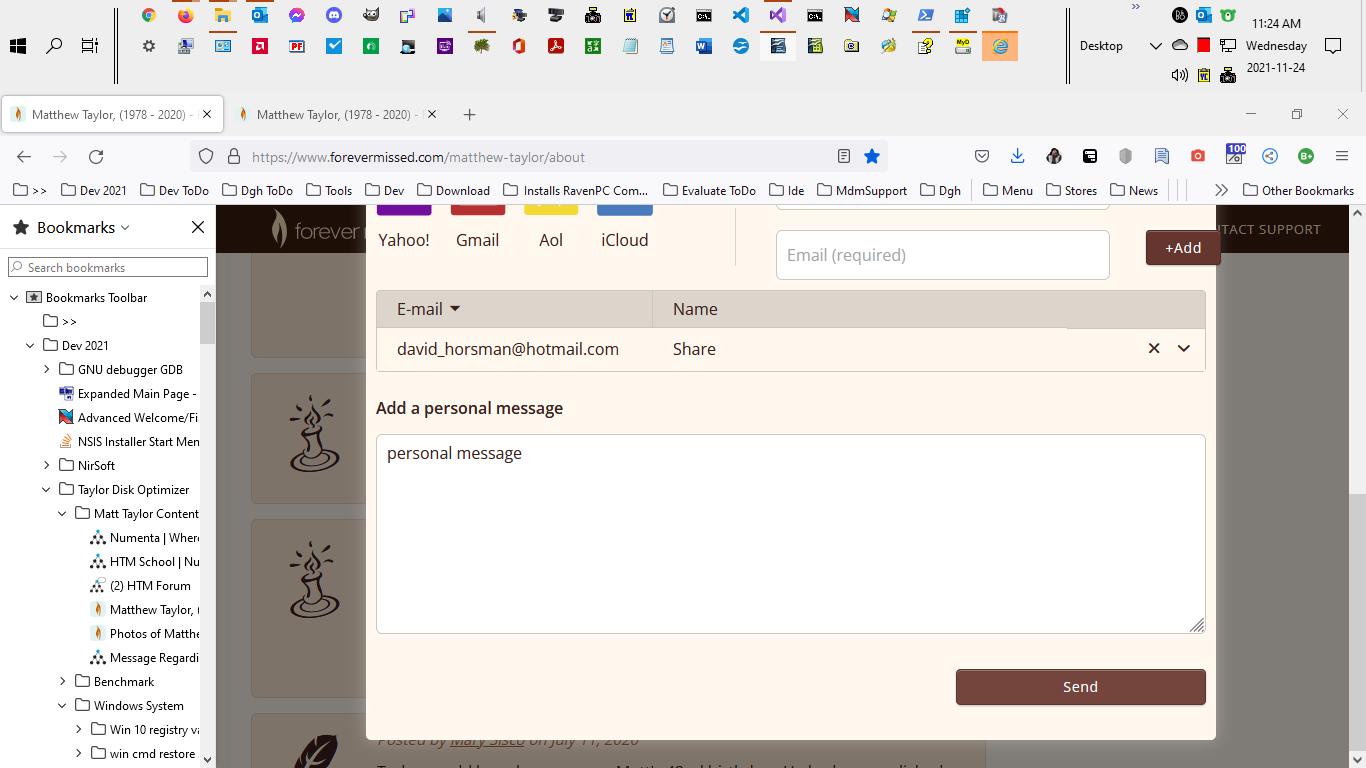 11:24 AM
Desktop
Wednesday
2021-11-24
Matthew Taylor, (1978 - 2020) -
Matthew Taylor, (1978 - 2020) -
https://www.forevermissed.com/matthew-taylor/about
100
>>
Dev 2021
Dev ToDo
Dgh ToDo
Tools
Dev
Download
Installs RavenPC Com...
Evaluate ToDo
Ide
MdmSupport
Dgh
Menu
Stores
News
Other Bookmarks
Bookmarks
Search bookmarks
Bookmarks Toolbar
>>
Dev 2021
GNU debugger GDB
Expanded Main Page -
Advanced Welcome/Fi
NSIS Installer Start Men
NirSoft
Taylor Disk Optimizer
Matt Taylor Content
Numenta | Wher
HTM School | Nu
(2) HTM Forum
Matthew Taylor, (
Photos of Matthe
Message Regardi
Benchmark
Windows System
Win 10 registry va
win cmd restore
forever
TACT SUPPORT
Yahoo!
Gmail
Aol
iCloud
Email (required)
+Add
E-mail
Name
david_horsman@hotmail.com
Share
Add a personal message
personal message
Send
Posted by Mary Sisco on July 11, 2020